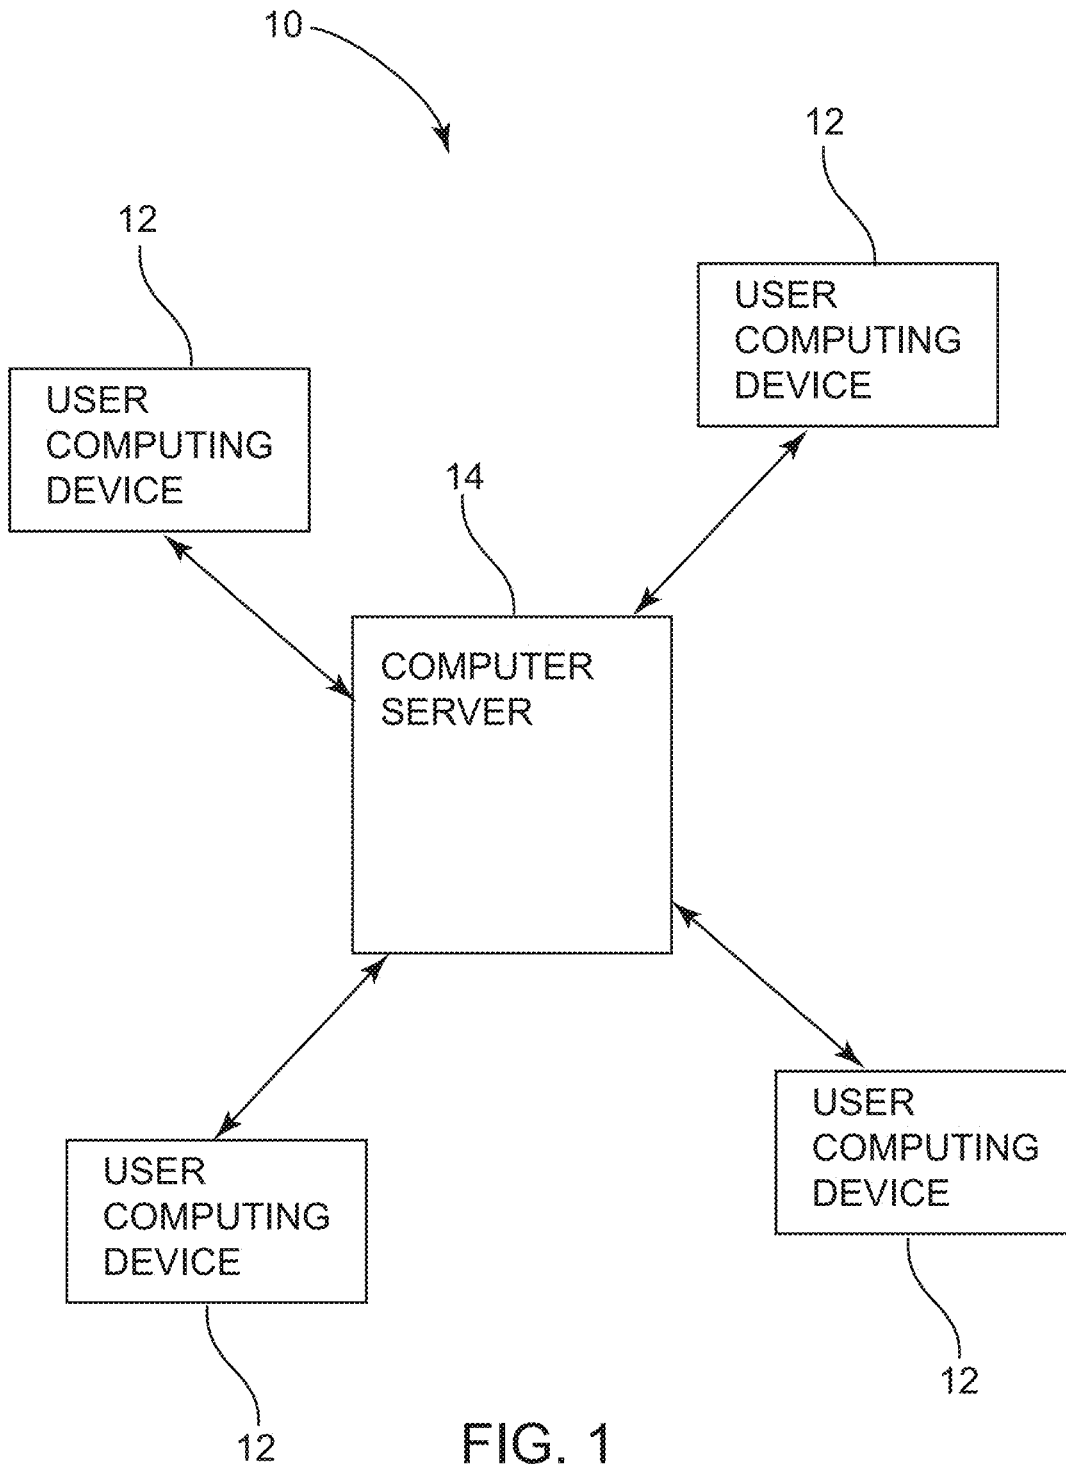 10
12
12
USER
COMPUTING
DEVICE
USER
COMPUTING
DEVICE
14
COMPUTER
SERVER
USER
COMPUTING
DEVICE
USER
COMPUTING
DEVICE
12
12
FIG. 1